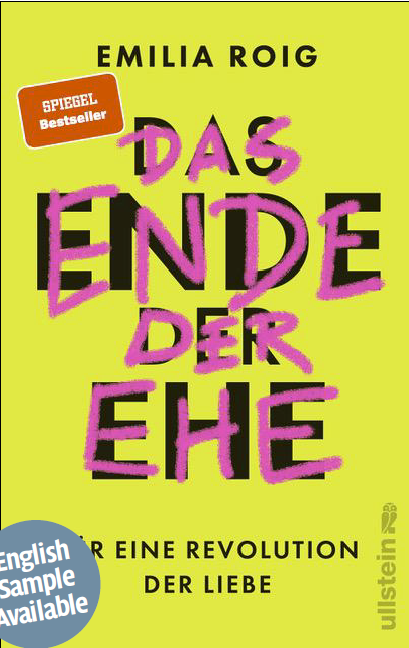 EMILIA ROIG
SPIEGEL
Bestseller
DAS
ENDE
DER
EHE
R EINE REVOLUTION
DER LIEBE
English
Sample
Available
ullstein